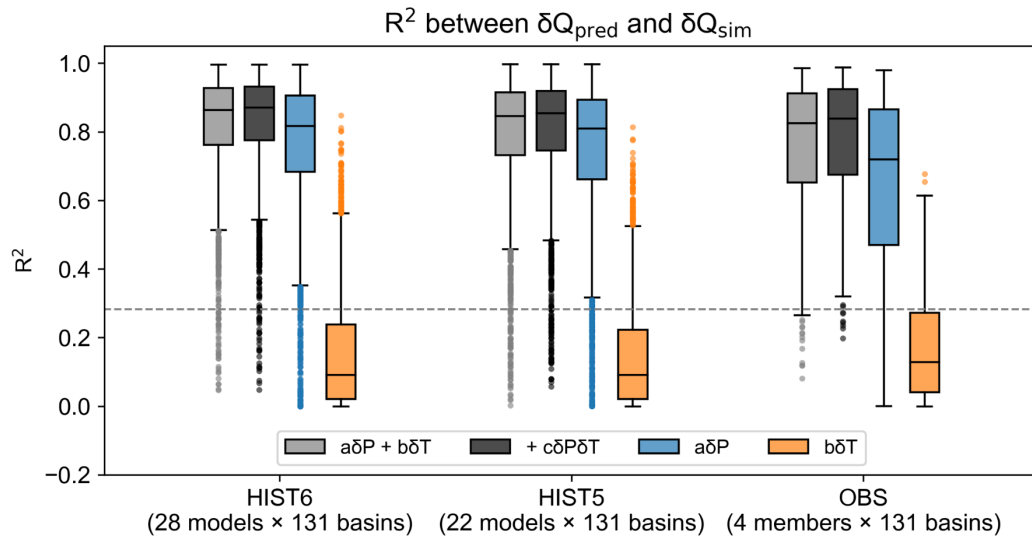 R² between δQpred and δQsim
1.0
0.8
0.6
0.4
0.2
0.0
−0.2
R²
aδP + bδT
+ cδPδT
aδP
bδT
HIST6
(28 models × 131 basins)
HIST5
(22 models × 131 basins)
OBS
(4 members × 131 basins)